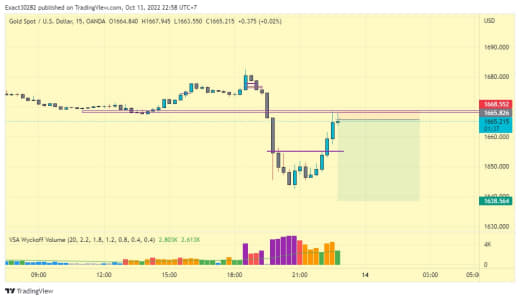 Exact30282 published on TradingView.com, Oct 13, 2022 22:58 UTC+7
Gold Spot / U.S. Dollar, 15, OANDA O1664.840 H1667.945 L1663.550 C1665.215 +0.375 (+0.02%)
USD
1690.000
1680.000
1668.552
1665.826
1665.215
01:37
1660.000
1650.000
1640.000
1638.564
1630.000
VSA Wyckoff Volume (20, 2.2, 1.8, 1.2, 0.8, 0.4, 0.4) 2.803K 2.613K
4K
0
09:00 12:00 15:00 18:00 21:00 14 03:00 05:0
TradingView